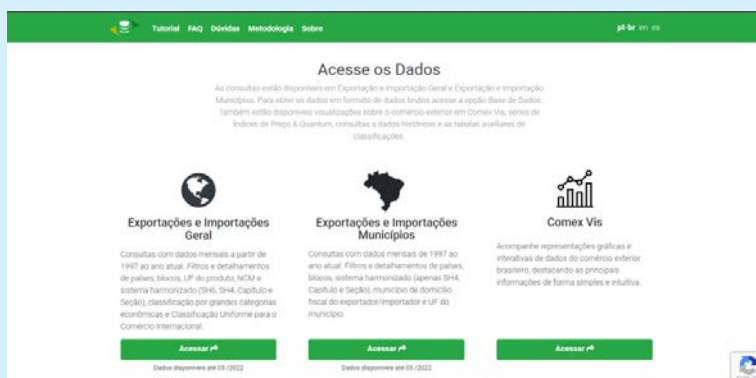 Tutorial FAQ Dúvidas Metodologia Sobre
pt-br en es
Acesse os Dados
As consultas estão disponíveis em Exportação e Importação Geral e Exportação e Importação
Municípios. Para obter os dados em formato de dados brutos acesse a opção Base de Dados.
Também estão disponíveis visualizações sobre o comércio exterior em Comex Vis, séries de
Índices de Preço & Quantum, consultas a dados históricos e as tabelas auxiliares de
classificações.
Exportações e Importações
Geral
Consultas com dados mensais a partir de
1997 ao ano atual. Filtros e detalhamentos
de países, blocos, UF do produto, NCM e
sistema harmonizado (SH6, SH4, Capítulo e
Seção), classificação por grandes categorias
econômicas e Classificação Uniforme para o
Comércio Internacional.
Acessar
Dados disponíveis até 05 /2022
Exportações e Importações
Municípios
Consultas com dados mensais de 1997 ao
ano atual. Filtros e detalhamentos de países,
blocos, sistema harmonizado (apenas SH4,
Capítulo e Seção), município de domicílio
fiscal do exportador/importador e UF do
município.
Acessar
Dados disponíveis até 05 /2022
Comex Vis
Acompanhe representações gráficas e
interativas de dados do comércio exterior
brasileiro, destacando as principais
informações de forma simples e intuitiva.
Acessar